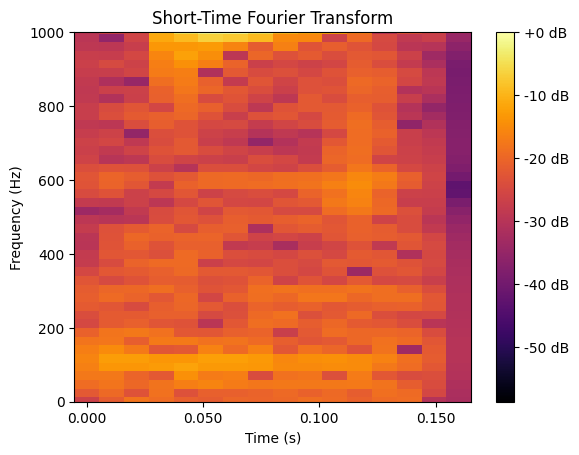 Short-Time Fourier Transform
1000
800
600
400
200
0
Frequency (Hz)
0.000
0.050
0.100
0.150
Time (s)
+0 dB
-10 dB
-20 dB
-30 dB
-40 dB
-50 dB